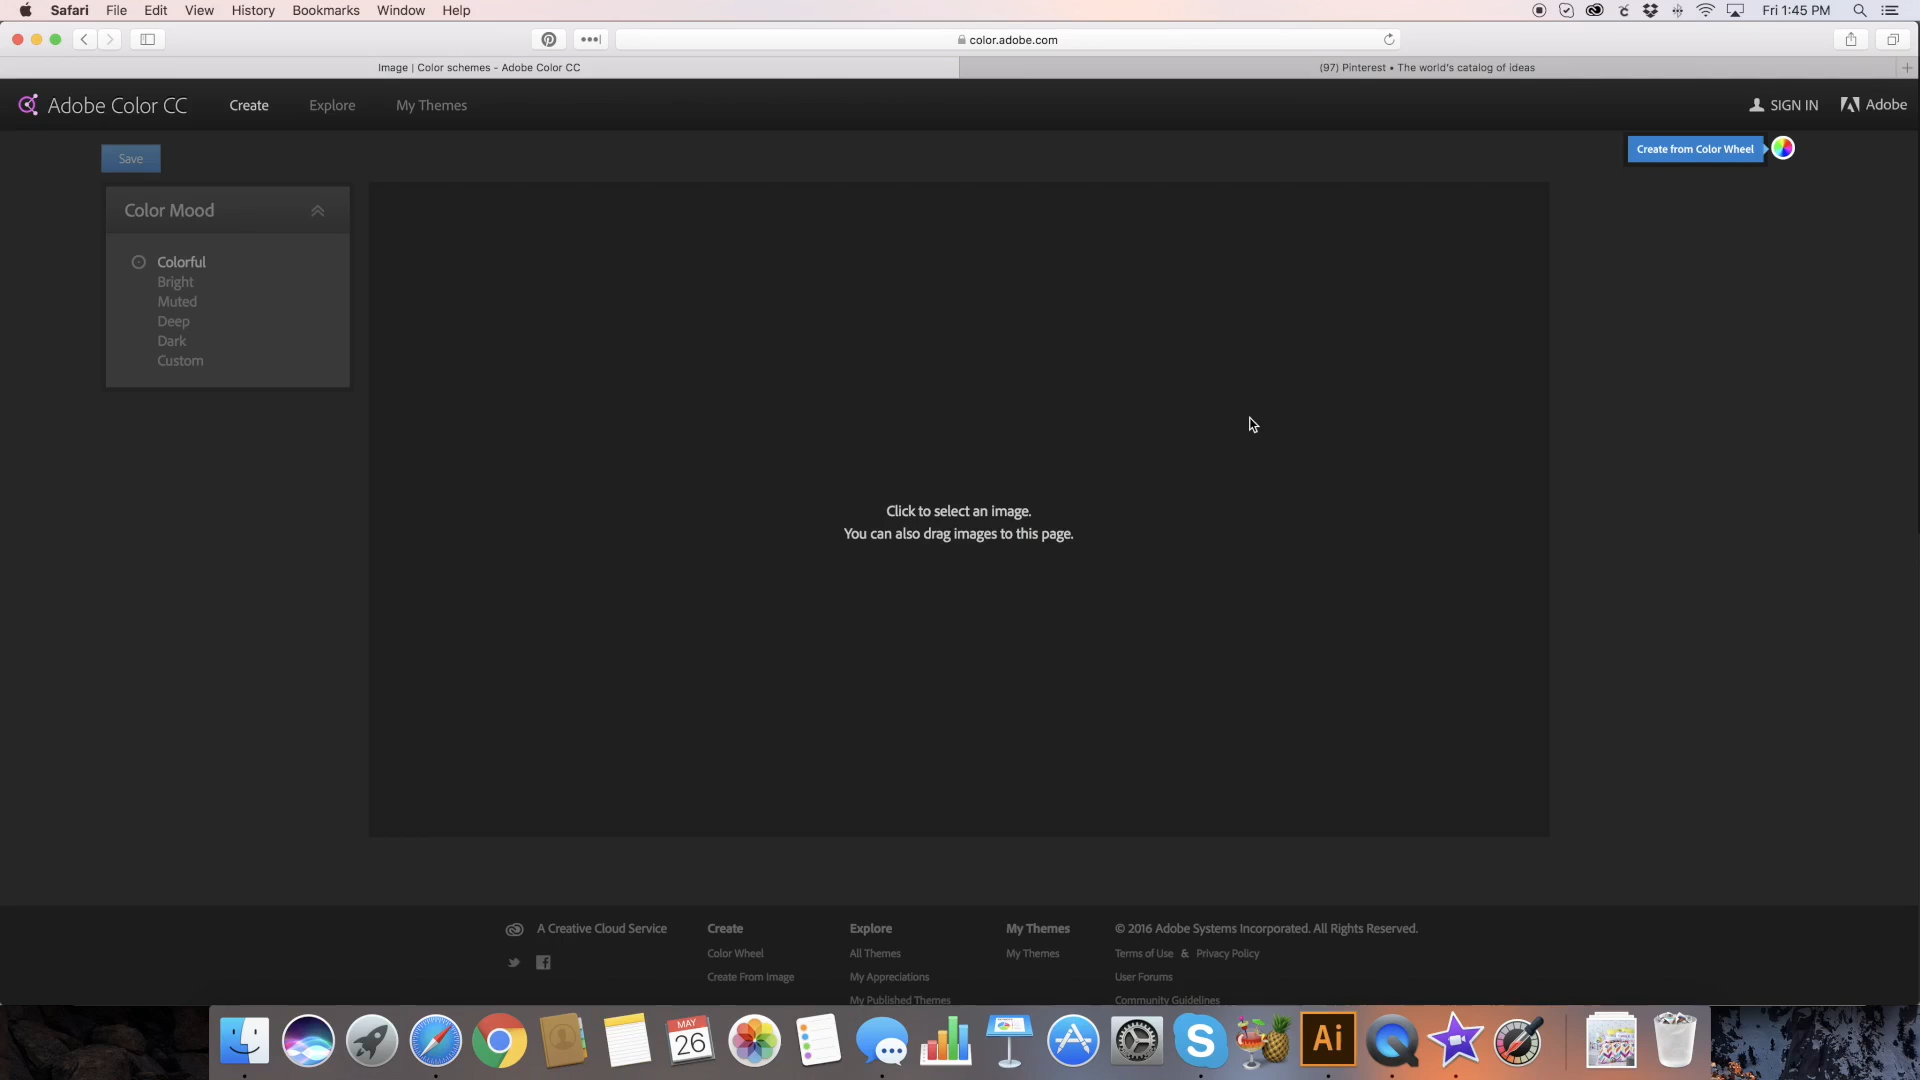 Safari File Edit View History Bookmarks Window Help Fri 1:45 PM
color.adobe.com
Image | Color schemes - Adobe Color CC (97) Pinterest • The world's catalog of ideas
Adobe Color CC Create Explore My Themes SIGN IN Adobe
Save Create from Color Wheel
Color Mood
Colorful
Bright
Muted
Deep
Dark
Custom
Click to select an image.
You can also drag images to this page.
A Creative Cloud Service Create Explore My Themes © 2016 Adobe Systems Incorporated. All Rights Reserved.
Color Wheel All Themes My Themes Terms of Use & Privacy Policy
Create From Image My Appreciations User Forums
My Published Themes Community Guidelines
MAY
26
S
Ai